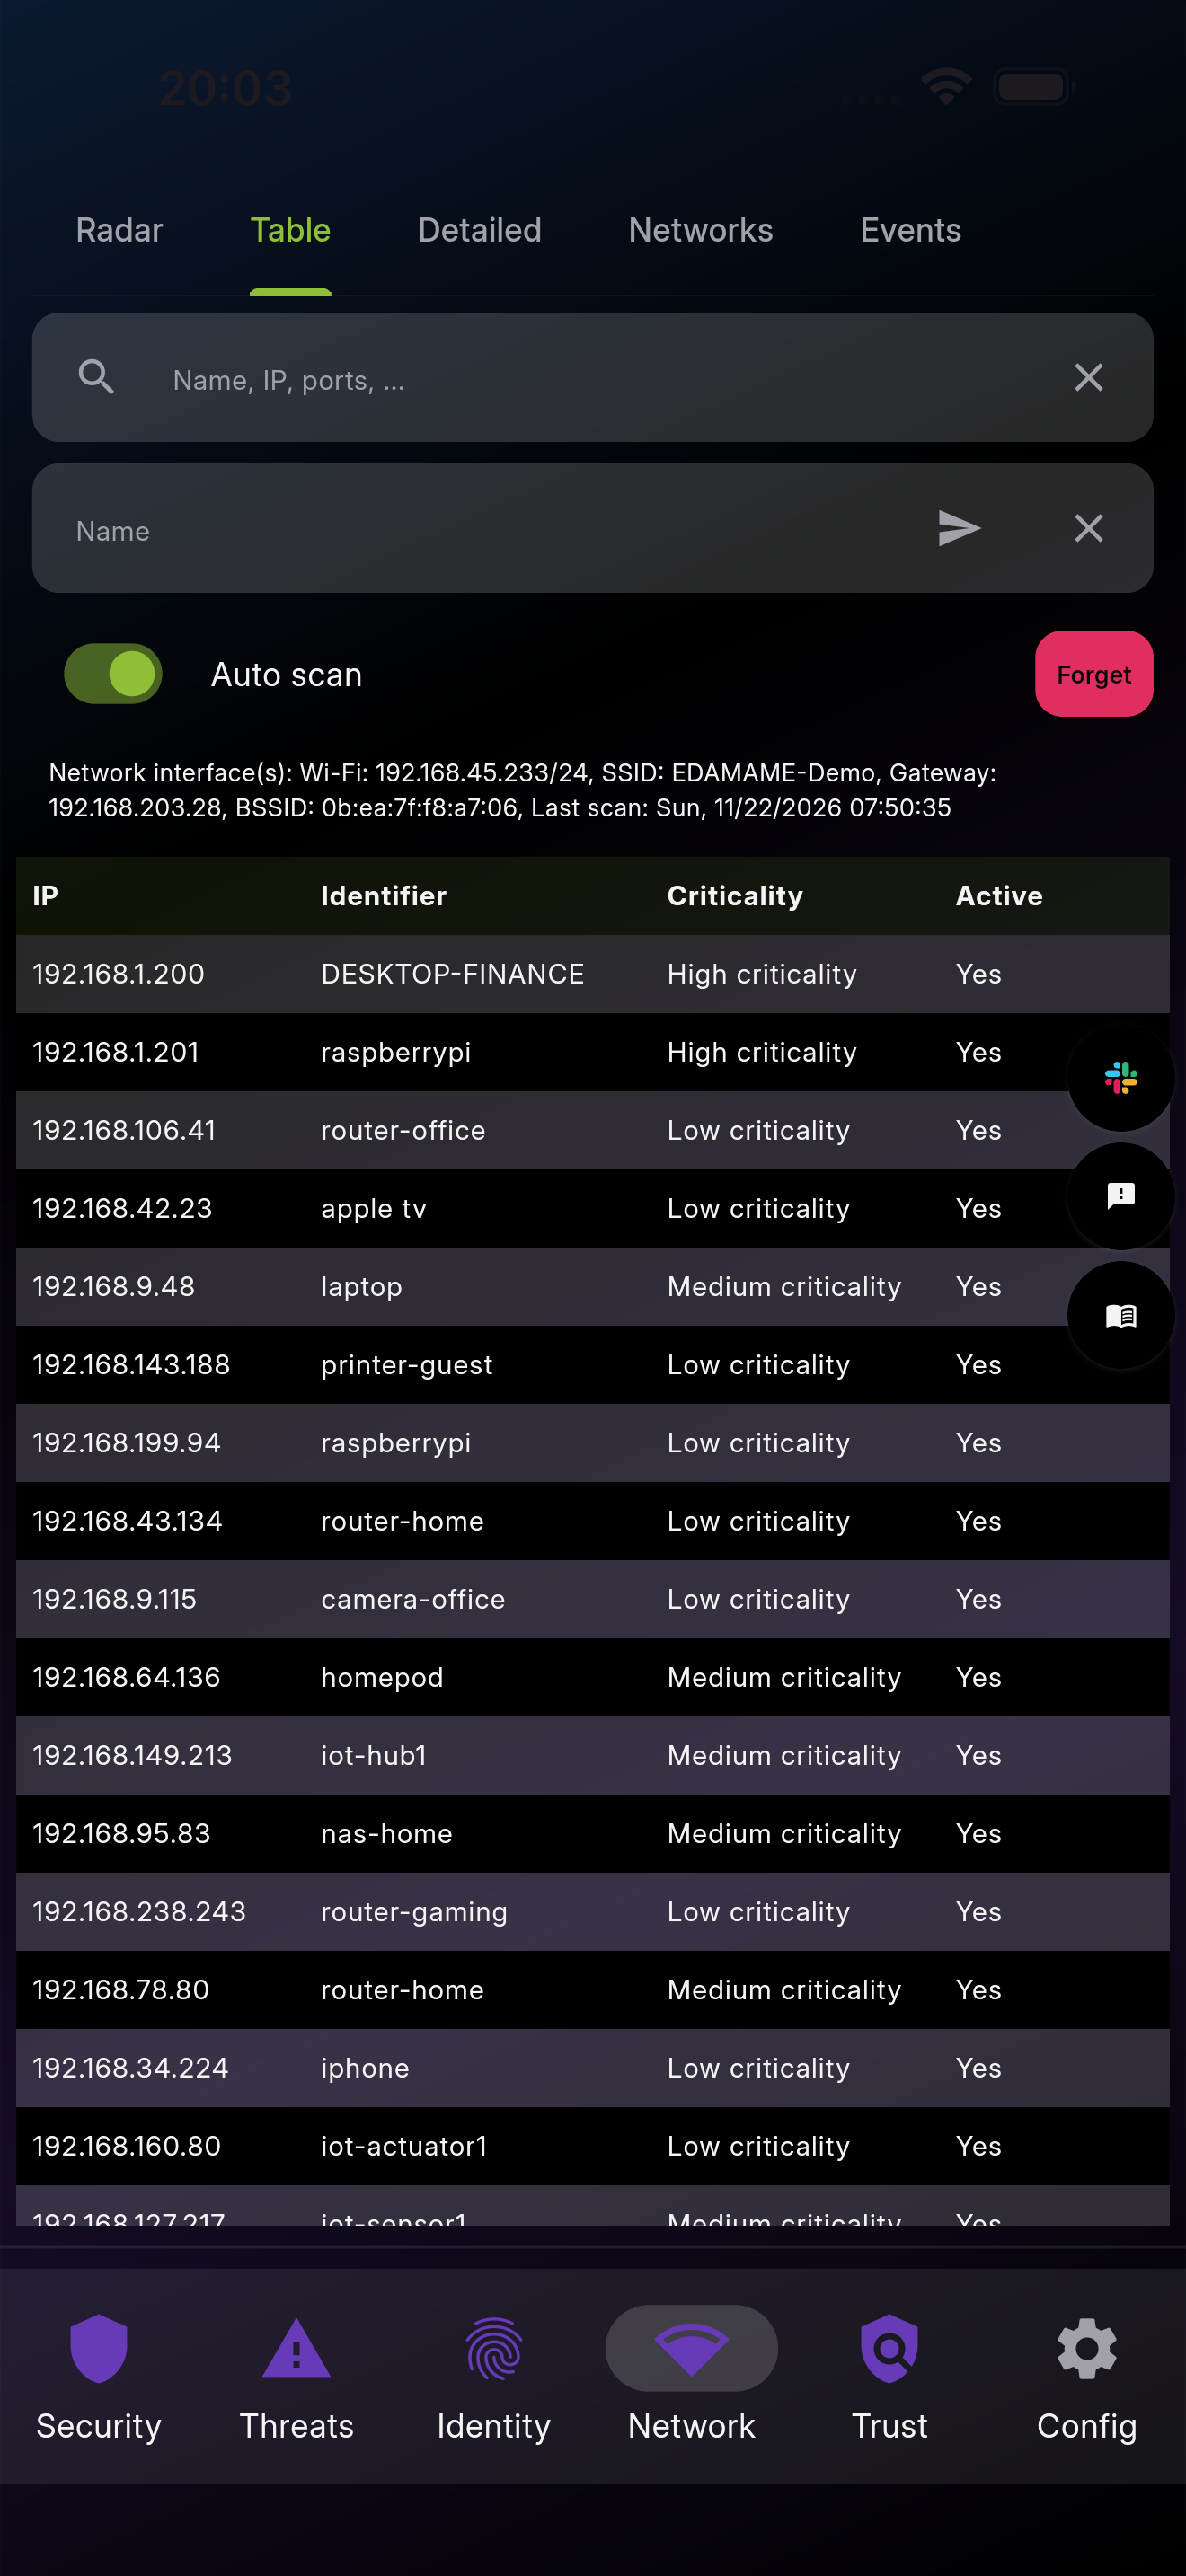 20:03
Radar Table Detailed Networks Events
Name, IP, ports, ...
Name
Auto scan
Forget
Network interface(s): Wi-Fi: 192.168.45.233/24, SSID: EDAMAME-Demo, Gateway:
192.168.203.28, BSSID: 0b:ea:7f:f8:a7:06, Last scan: Sun, 11/22/2026 07:50:35
IP Identifier Criticality Active
192.168.1.200 DESKTOP-FINANCE High criticality Yes
192.168.1.201 raspberrypi High criticality Yes
192.168.106.41 router-office Low criticality Yes
192.168.42.23 apple tv Low criticality Yes
192.168.9.48 laptop Medium criticality Yes
192.168.143.188 printer-guest Low criticality Yes
192.168.199.94 raspberrypi Low criticality Yes
192.168.43.134 router-home Low criticality Yes
192.168.9.115 camera-office Low criticality Yes
192.168.64.136 homepod Medium criticality Yes
192.168.149.213 iot-hub1 Medium criticality Yes
192.168.95.83 nas-home Medium criticality Yes
192.168.238.243 router-gaming Low criticality Yes
192.168.78.80 router-home Medium criticality Yes
192.168.34.224 iphone Low criticality Yes
192.168.160.80 iot-actuator1 Low criticality Yes
192.168.127.217 iot-sensor1 Medium criticality Yes
Security Threats Identity Network Trust Config